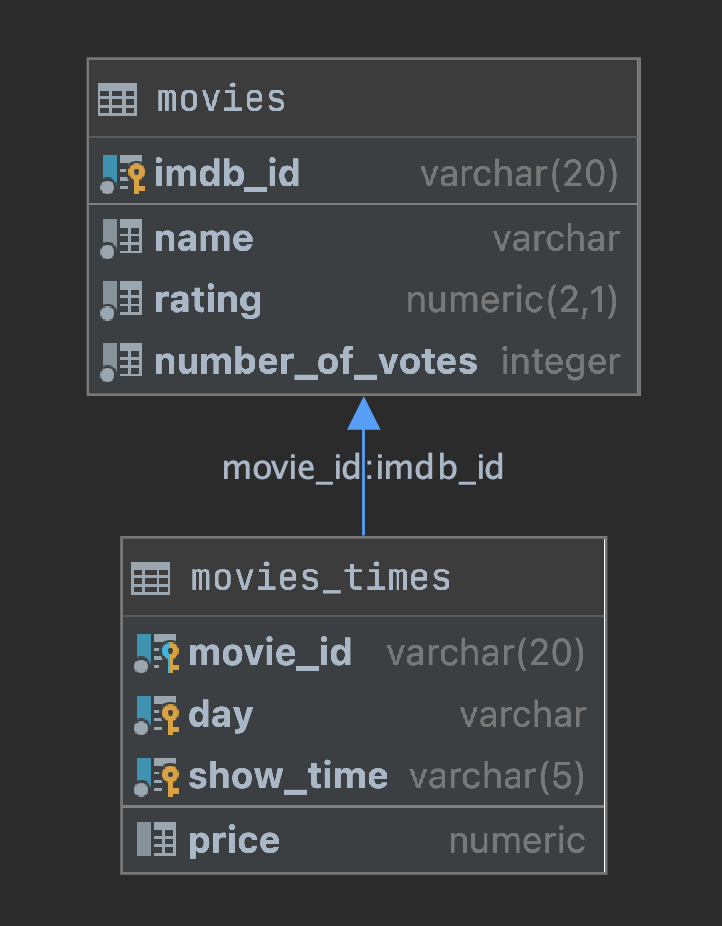 movies
imdb_id varchar(20)
name varchar
rating numeric(2,1)
number_of_votes integer
movie_id:imdb_id
movies_times
movie_id varchar(20)
day varchar
show_time varchar(5)
price numeric